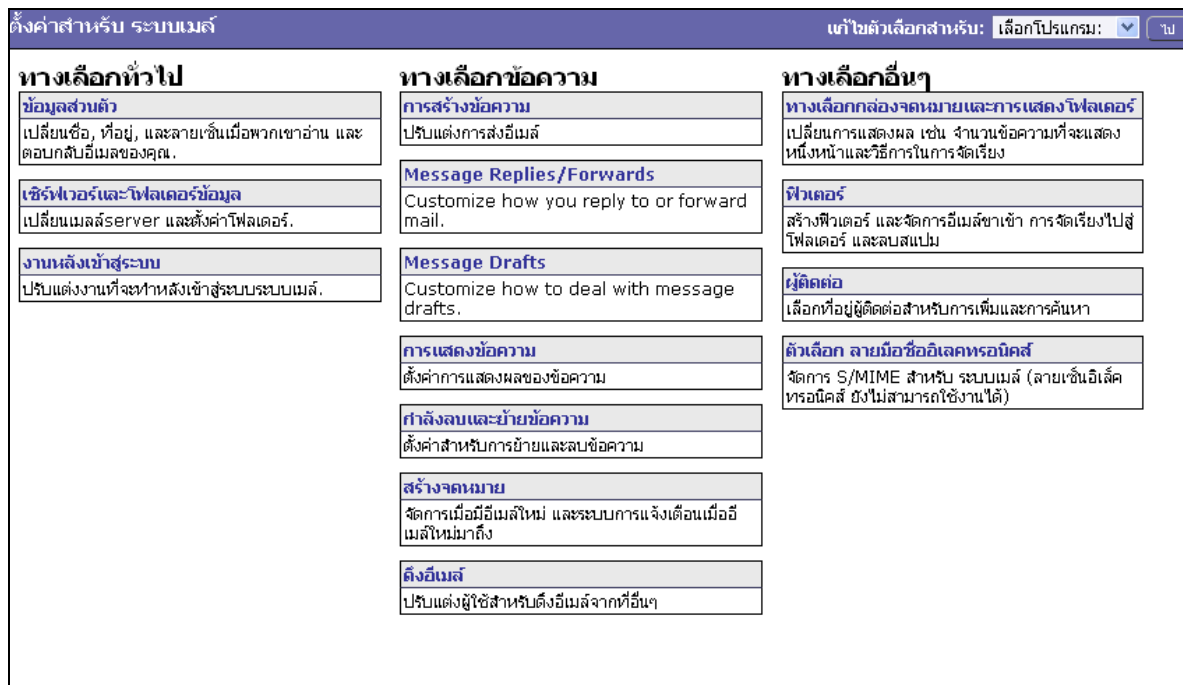 ตั้งค่าสำหรับ ระบบเมล์
แก้ไขตัวเลือกสำหรับ: เลือกโปรแกรม: ไป
ทางเลือกทั่วไป
ข้อมูลส่วนตัว
เปลี่ยนชื่อ, ที่อยู่, และลายเซ็นเมื่อพวกเขาอ่าน และ
ตอบกลับอีเมลของคุณ.
เซิร์ฟเวอร์และโฟลเดอร์ข้อมูล
เปลี่ยนเมลล์server และตั้งค่าโฟลเดอร์.
งานหลังเข้าสู่ระบบ
ปรับแต่งงานที่จะทำหลังเข้าสู่ระบบระบบเมล์.
ทางเลือกข้อความ
การสร้างข้อความ
ปรับแต่งการส่งอีเมล์
Message Replies/Forwards
Customize how you reply to or forward
mail.
Message Drafts
Customize how to deal with message
drafts.
การแสดงข้อความ
ตั้งค่าการแสดงผลของข้อความ
กำลังลบและย้ายข้อความ
ตั้งค่าสำหรับการย้ายและลบข้อความ
สร้างจดหมาย
จัดการเมื่อมีอีเมล์ใหม่ และระบบการแจ้งเตือนเมื่ออี
เมล์ใหม่มาถึง
ดึงอีเมล์
ปรับแต่งผู้ใช้สำหรับดึงอีเมล์จากที่อื่นๆ
ทางเลือกอื่นๆ
ทางเลือกกล่องจดหมายและการแสดงโฟลเดอร์
เปลี่ยนการแสดงผล เช่น จำนวนข้อความที่จะแสดง
หนึ่งหน้าและวิธีการในการจัดเรียง
ฟิวเตอร์
สร้างฟิวเตอร์ และจัดการอีเมล์ขาเข้า การจัดเรียงไปสู่
โฟลเดอร์ และลบสแปม
ผู้ติดต่อ
เลือกที่อยู่ผู้ติดต่อสำหรับการเพิ่มและการค้นหา
ตัวเลือก ลายมือชื่ออิเลคทรอนิคส์
จัดการ S/MIME สำหรับ ระบบเมล์ (ลายเซ็นอิเล็ค
ทรอนิคส์ ยังไม่สามารถใช้งานได้)